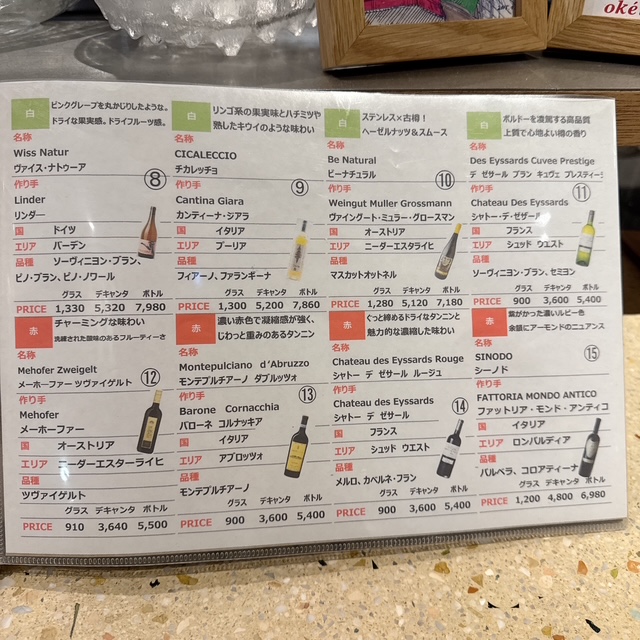 白
ピンクグレープを丸かじりしたような。
ドライな果実感。ドライフルーツ感。
名称
Wiss Natur
ヴァイス・ナトゥーア
⑧
作り手
Linder
リンダー
国 ドイツ
エリア バーデン
品種 ソーヴィニヨン・ブラン、
ピノ・ブラン、ピノ・ノワール
グラス デキャンタ ボトル
PRICE 1,330 5,320 7,980
白
リンゴ系の果実味とハチミツや
熟したキウイのような味わい
名称
CICALECCIO
チカレッチョ
⑨
作り手
Cantina Giara
カンティーナ・ジアラ
国 イタリア
エリア プーリア
品種
フィアーノ、ファランギーナ
グラス デキャンタ ボトル
PRICE 1,300 5,200 7,860
白
ステンレス×古樽！
ヘーゼルナッツ＆スムース
名称
Be Natural
ビーナチュラル
⑩
作り手
Weingut Muller Grossmann
ヴァイングート・ミュラー・グロースマン
国 オーストリア
エリア ニーダーエスタライヒ
品種
マスカットオットネル
グラス デキャンタ ボトル
PRICE 1,280 5,120 7,180
白
ボルドーを凌駕する高品質
上質で心地よい樽の香り
名称
Des Eyssards Cuvee Prestige
デ ゼサール ブラン キュヴェ プレスティー
作り手
⑪
Chateau Des Eyssards
シャトー・デ・ゼサール
国 フランス
エリア シュッド ウエスト
品種
ソーヴィニヨン・ブラン、セミヨン
グラス デキャンタ ボトル
PRICE 900 3,600 5,400
赤
チャーミングな味わい
洗練された酸味のあるフルーティーさ
名称
Mehofer Zweigelt
メーホーファー ツヴァイゲルト
⑫
作り手
Mehofer
メーホーファー
国 オーストリア
エリア ニーダーエスターライヒ
品種
ツヴァイゲルト
グラス デキャンタ ボトル
PRICE 910 3,640 5,500
赤
濃い赤色で凝縮感が強く、
じわっと重みのあるタンニン
名称
Montepulciano d'Abruzzo
モンテプルチアーノ ダブルッツォ
⑬
作り手
Barone Cornacchia
バローネ コルナッキア
国 イタリア
エリア アブロッツォ
品種
モンテプルチアーノ
グラス デキャンタ ボトル
PRICE 900 3,600 5,400
赤
ぐっと締めるドライなタンニンと
魅力的な濃縮した味わい
名称
Chateau des Eyssards Rouge
シャトー デ ゼサール ルージュ
作り手
Chateau des Eyssards
シャトー デ ゼサール
⑭
国 フランス
エリア シュッド ウエスト
品種
メルロ、カベルネ・フラン
グラス デキャンタ ボトル
PRICE 900 3,600 5,400
赤
紫がかった濃いルビー色
余韻にアーモンドのニュアンス
名称
SINODO
シーノド
⑮
作り手
FATTORIA MONDO ANTICO
ファットリア・モンド・アンティコ
国 イタリア
エリア ロンバルディア
品種
バルベラ、コロアティーナ
グラス デキャンタ ボトル
PRICE 1,200 4,800 6,980